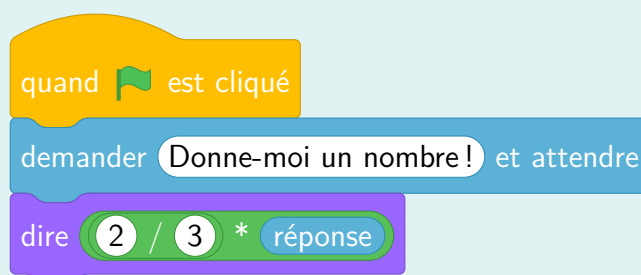 quand est cliqué
demander Donne-moi un nombre ! et attendre
dire 2 / 3 * réponse